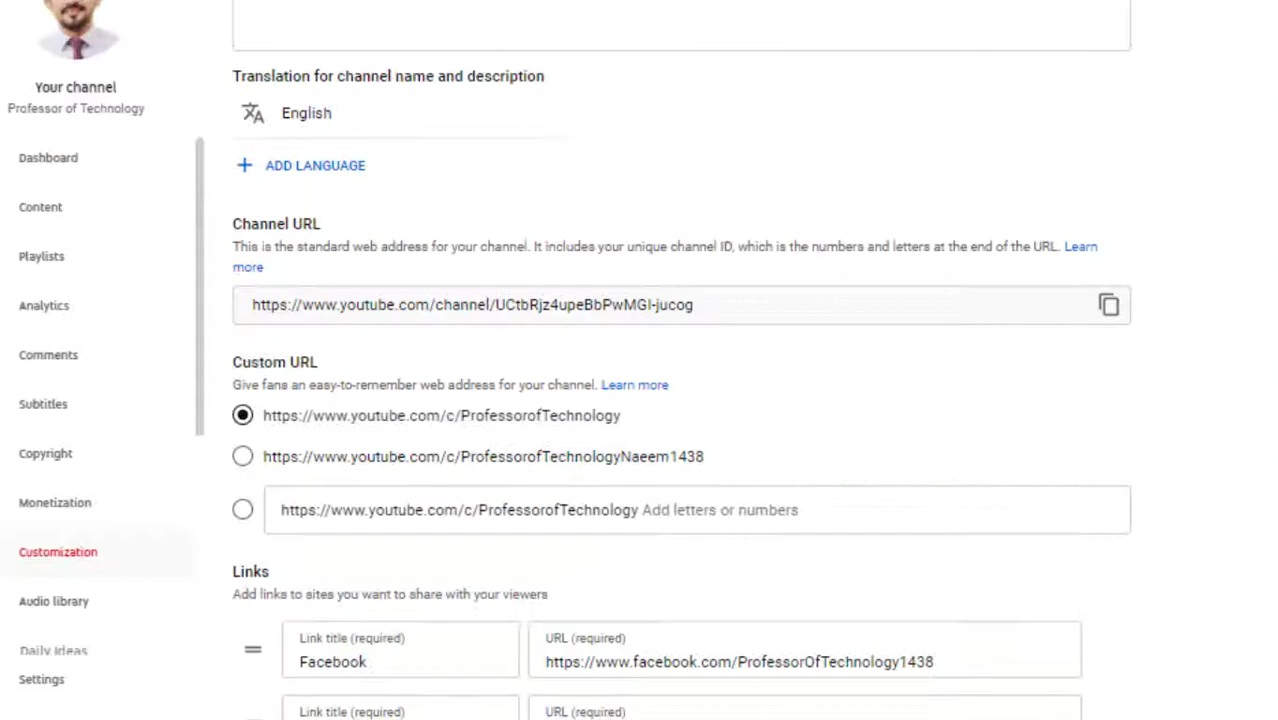 Your channel
Professor of Technology
Dashboard
Content
Playlists
Analytics
Comments
Subtitles
Copyright
Monetization
Customization
Audio library
Daily Ideas
Settings
Translation for channel name and description
English
ADD LANGUAGE
Channel URL
This is the standard web address for your channel. It includes your unique channel ID, which is the numbers and letters at the end of the URL. Learn
more
https://www.youtube.com/channel/UCtbRjz4upeBbPwMGI-jucog
Custom URL
Give fans an easy-to-remember web address for your channel. Learn more
https://www.youtube.com/c/ProfessorofTechnology
https://www.youtube.com/c/ProfessorofTechnologyNaeem1438
https://www.youtube.com/c/ProfessorofTechnology Add letters or numbers
Links
Add links to sites you want to share with your viewers
Link title (required)
Facebook
URL (required)
https://www.facebook.com/ProfessorOfTechnology1438
Link title (required)
URL (required)